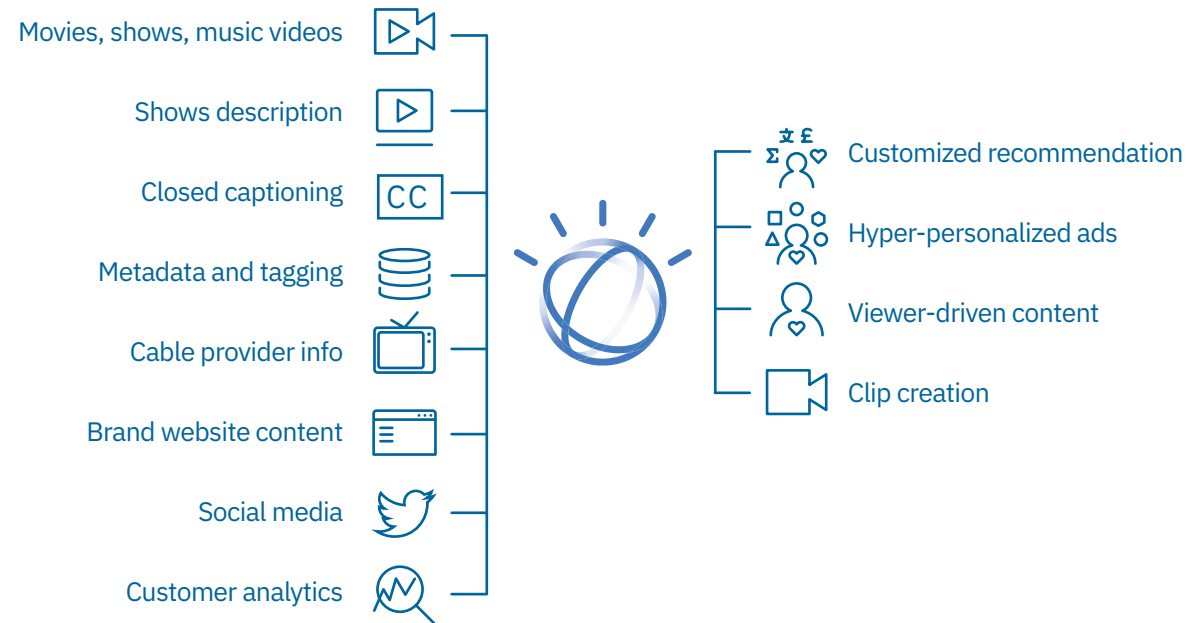 Movies, shows, music videos
Shows description
Closed captioning
CC
Metadata and tagging
Cable provider info
Brand website content
Social media
Customer analytics
Customized recommendation
Hyper-personalized ads
Viewer-driven content
Clip creation